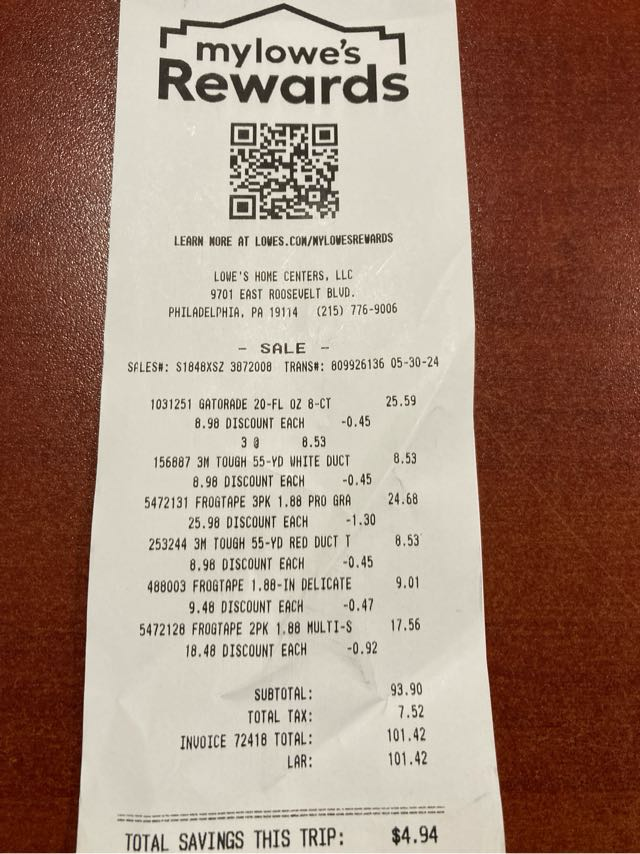 mylowe's
Rewards
LEARN MORE AT LOWES.COM/MYLOWESREWARDS
LOWE'S HOME CENTERS, LLC
9701 EAST ROOSEVELT BLVD.
PHILADELPHIA, PA 19114 (215) 776-9006
- SALE -
SALES#: S1848XSZ 3872008 TRANS#: 809926136 05-30-24
1031251 GATORADE 20-FL OZ 8-CT 25.59
8.98 DISCOUNT EACH -0.45
3 @ 8.53
156887 3M TOUGH 55-YD WHITE DUCT 8.53
8.98 DISCOUNT EACH -0.45
5472131 FROGTAPE 3PK 1.88 PRO GRA 24.68
25.98 DISCOUNT EACH -1.30
253244 3M TOUGH 55-YD RED DUCT T 8.53
8.98 DISCOUNT EACH -0.45
488003 FROGTAPE 1.88-IN DELICATE 9.01
9.48 DISCOUNT EACH -0.47
5472128 FROGTAPE 2PK 1.88 MULTI-S 17.56
18.48 DISCOUNT EACH -0.92
SUBTOTAL: 93.90
TOTAL TAX: 7.52
INVOICE 72418 TOTAL: 101.42
LAR: 101.42
TOTAL SAVINGS THIS TRIP: $4.94